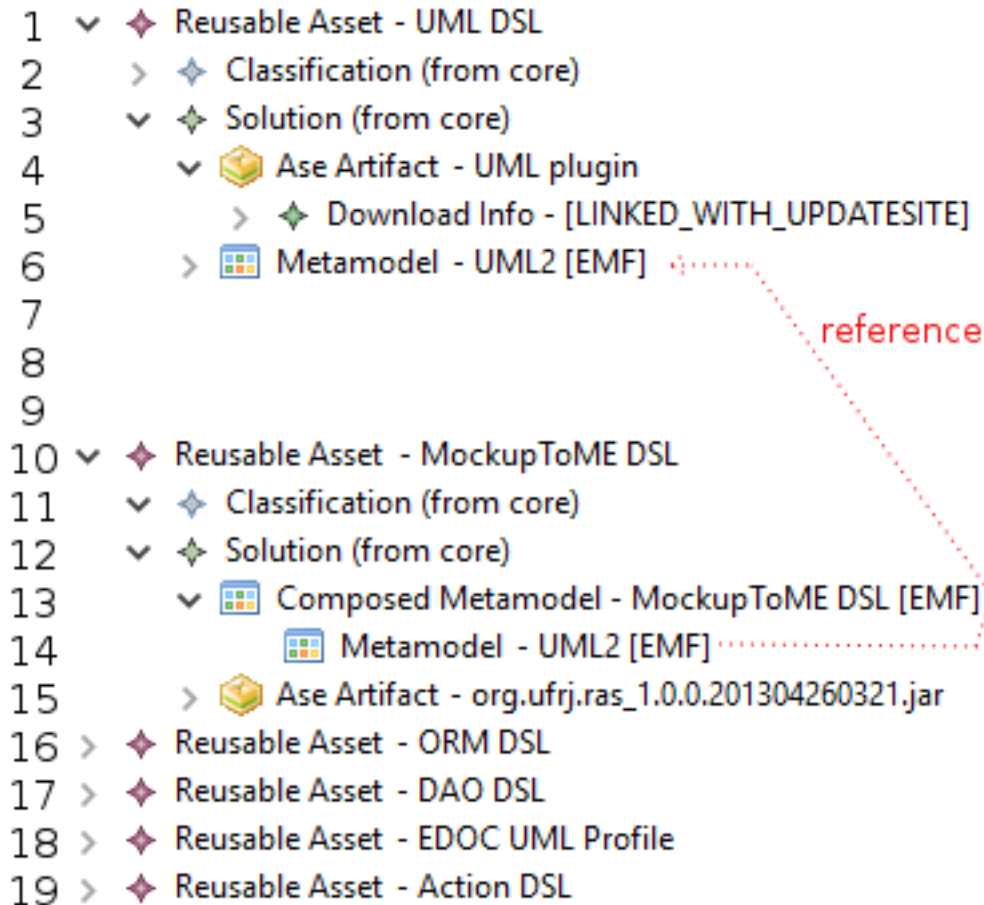 1 Reusable Asset - UML DSL
2 Classification (from core)
3 Solution (from core)
4 Ase Artifact - UML plugin
5 Download Info - [LINKED_WITH_UPDATESITE]
6 Metamodel - UML2 [EMF]
7 reference
8
9
10 Reusable Asset - MockupToME DSL
11 Classification (from core)
12 Solution (from core)
13 Composed Metamodel - MockupToME DSL [EMF]
14 Metamodel - UML2 [EMF]
15 Ase Artifact - org.ufrj.ras_1.0.0.201304260321.jar
16 Reusable Asset - ORM DSL
17 Reusable Asset - DAO DSL
18 Reusable Asset - EDOC UML Profile
19 Reusable Asset - Action DSL